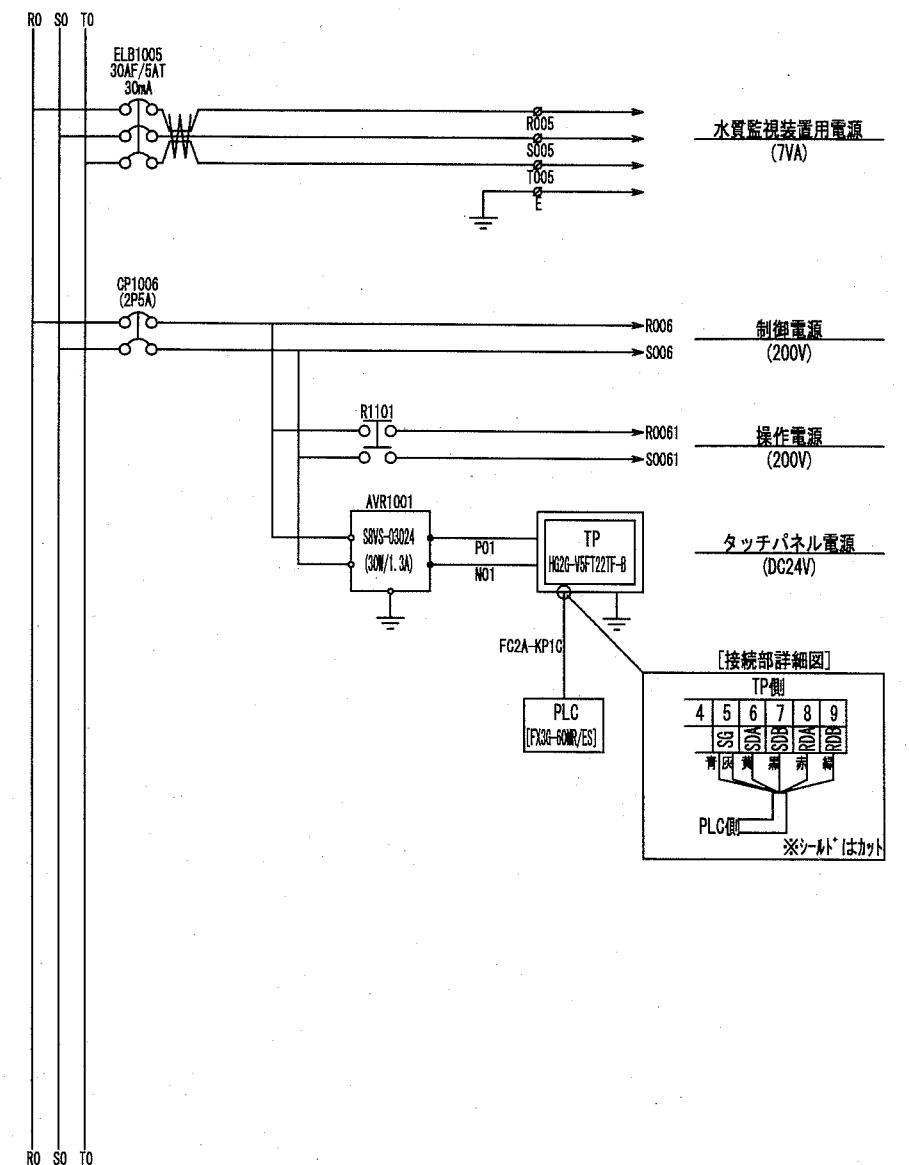 R0 S0 T0
ELB1005
30AF/5AT
30mA
R005
S005
T005
E
水質監視装置用電源
(7VA)
CP1006
(2P5A)
R006
S006
制御電源
(200V)
R1101
R0061
S0061
操作電源
(200V)
AVR1001
S8VS-03024
(30W/1.3A)
P01
N01
TP
HG2G-V5FT22TF-B
タッチパネル電源
(DC24V)
FC2A-KP1C
PLC
[FX3G-60MR/ES]
[接続部詳細図]
TP側
4 5 6 7 8 9
SG SDA SDB RDA RDB
青 灰 黄 黒 赤 緑
PLC側
※シールドはカット
R0 S0 T0